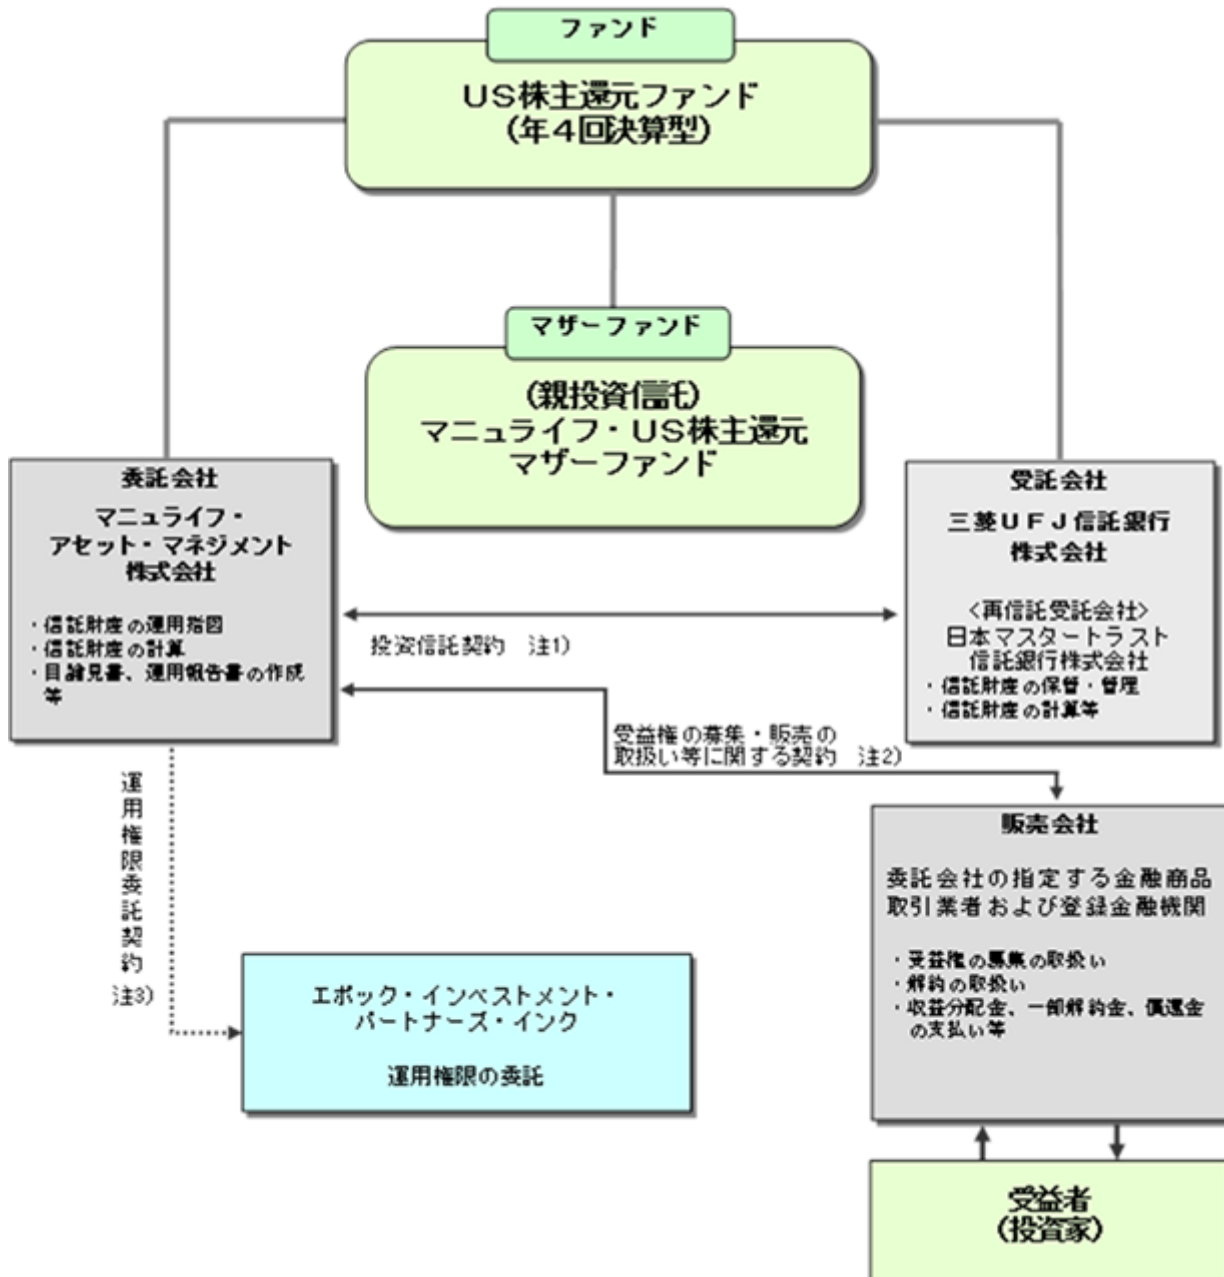 ファンド
US株主還元ファンド
(年4回決算型)
マザーファンド
(親投資信託)
マニュライフ・US株主還元
マザーファンド
委託会社
マニュライフ・
アセット・マネジメント
株式会社
・信託財産の運用指図
・信託財産の計算
・目論見書、運用報告書の作成
等
受託会社
三菱UFJ信託銀行
株式会社
<再信託受託会社>
日本マスタートラスト
信託銀行株式会社
・信託財産の保管・管理
・信託財産の計算等
投資信託契約 注1)
受益権の募集・販売の
取扱い等に関する契約 注2)
運用権限委託契約
注3)
エポック・インベストメント・
パートナーズ・インク
運用権限の委託
販売会社
委託会社の指定する金融商品
取引業者および登録金融機関
・受益権の募集の取扱い
・解約の取扱い
・収益分配金、一部解約金、償還金
の支払い等
受益者
(投資家)